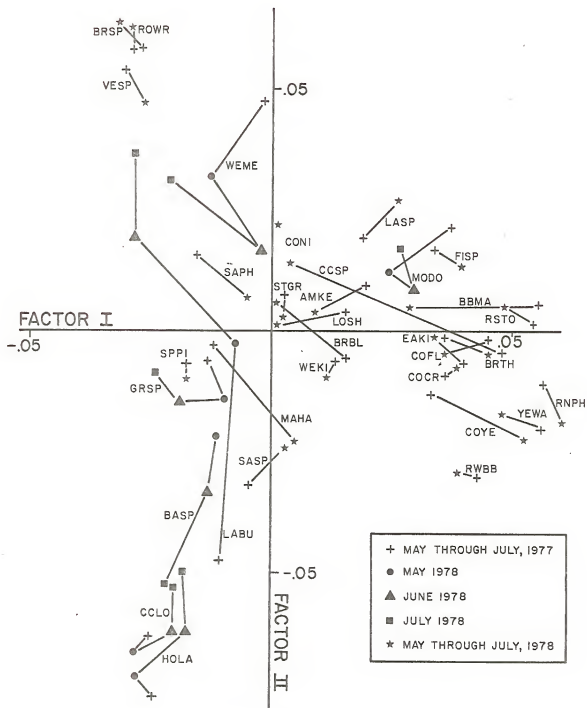 BRSP ROWR
VESP
.05
WEME
LASP
CONI
FISP
SAPH
CCSP
MODO
STGR
AMKE
BBMA
FACTOR I
LOSH
RSTO
-.05
BRBL
EAKI
.05
SPPI
WEKI
COFL
BRTH
GRSP
COCR
RNPH
MAHA
YEWA
COYE
SASP
RWBB
BASP
LABU
-.05
CCLO
HOLA
FACTOR II
+ MAY THROUGH JULY, 1977
● MAY 1978
▲ JUNE 1978
■ JULY 1978
★ MAY THROUGH JULY, 1978